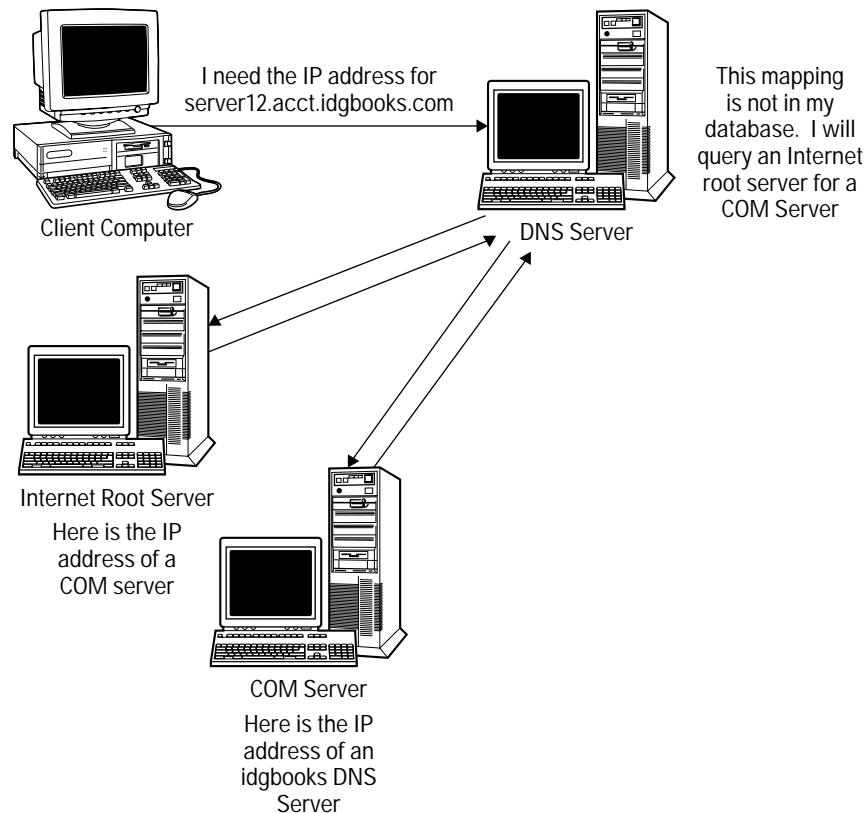 I need the IP address for
server12.acct.idgbooks.com
This mapping
is not in my
database. I will
query an Internet
root server for a
COM Server
Client Computer
DNS Server
Internet Root Server
Here is the IP
address of a
COM server
COM Server
Here is the IP
address of an
idgbooks DNS
Server